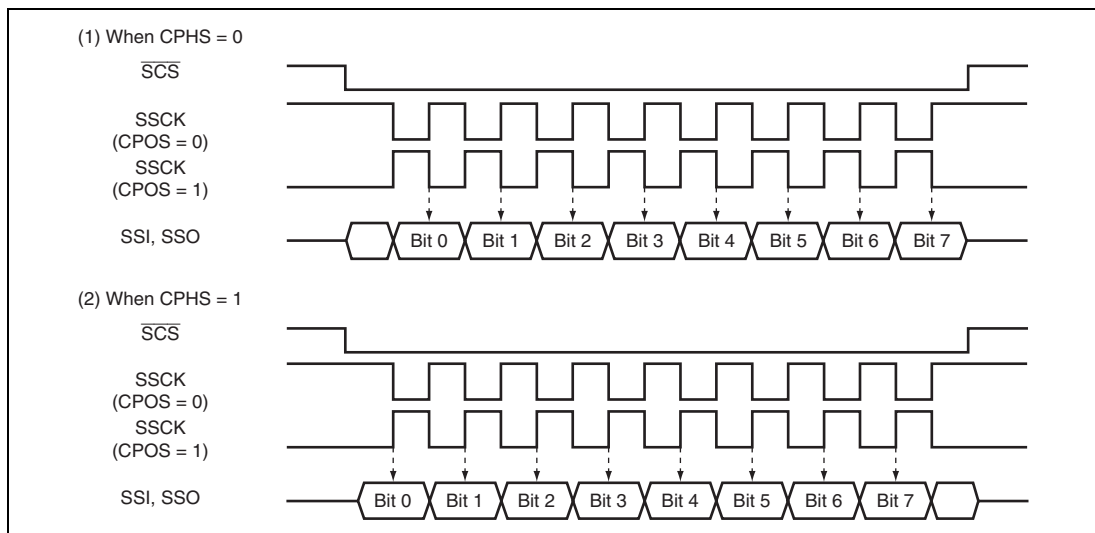 (1) When CPHS = 0
SCS
SSCK
(CPOS = 0)
SSCK
(CPOS = 1)
SSI, SSO
Bit 0 Bit 1 Bit 2 Bit 3 Bit 4 Bit 5 Bit 6 Bit 7
(2) When CPHS = 1
SCS
SSCK
(CPOS = 0)
SSCK
(CPOS = 1)
SSI, SSO
Bit 0 Bit 1 Bit 2 Bit 3 Bit 4 Bit 5 Bit 6 Bit 7